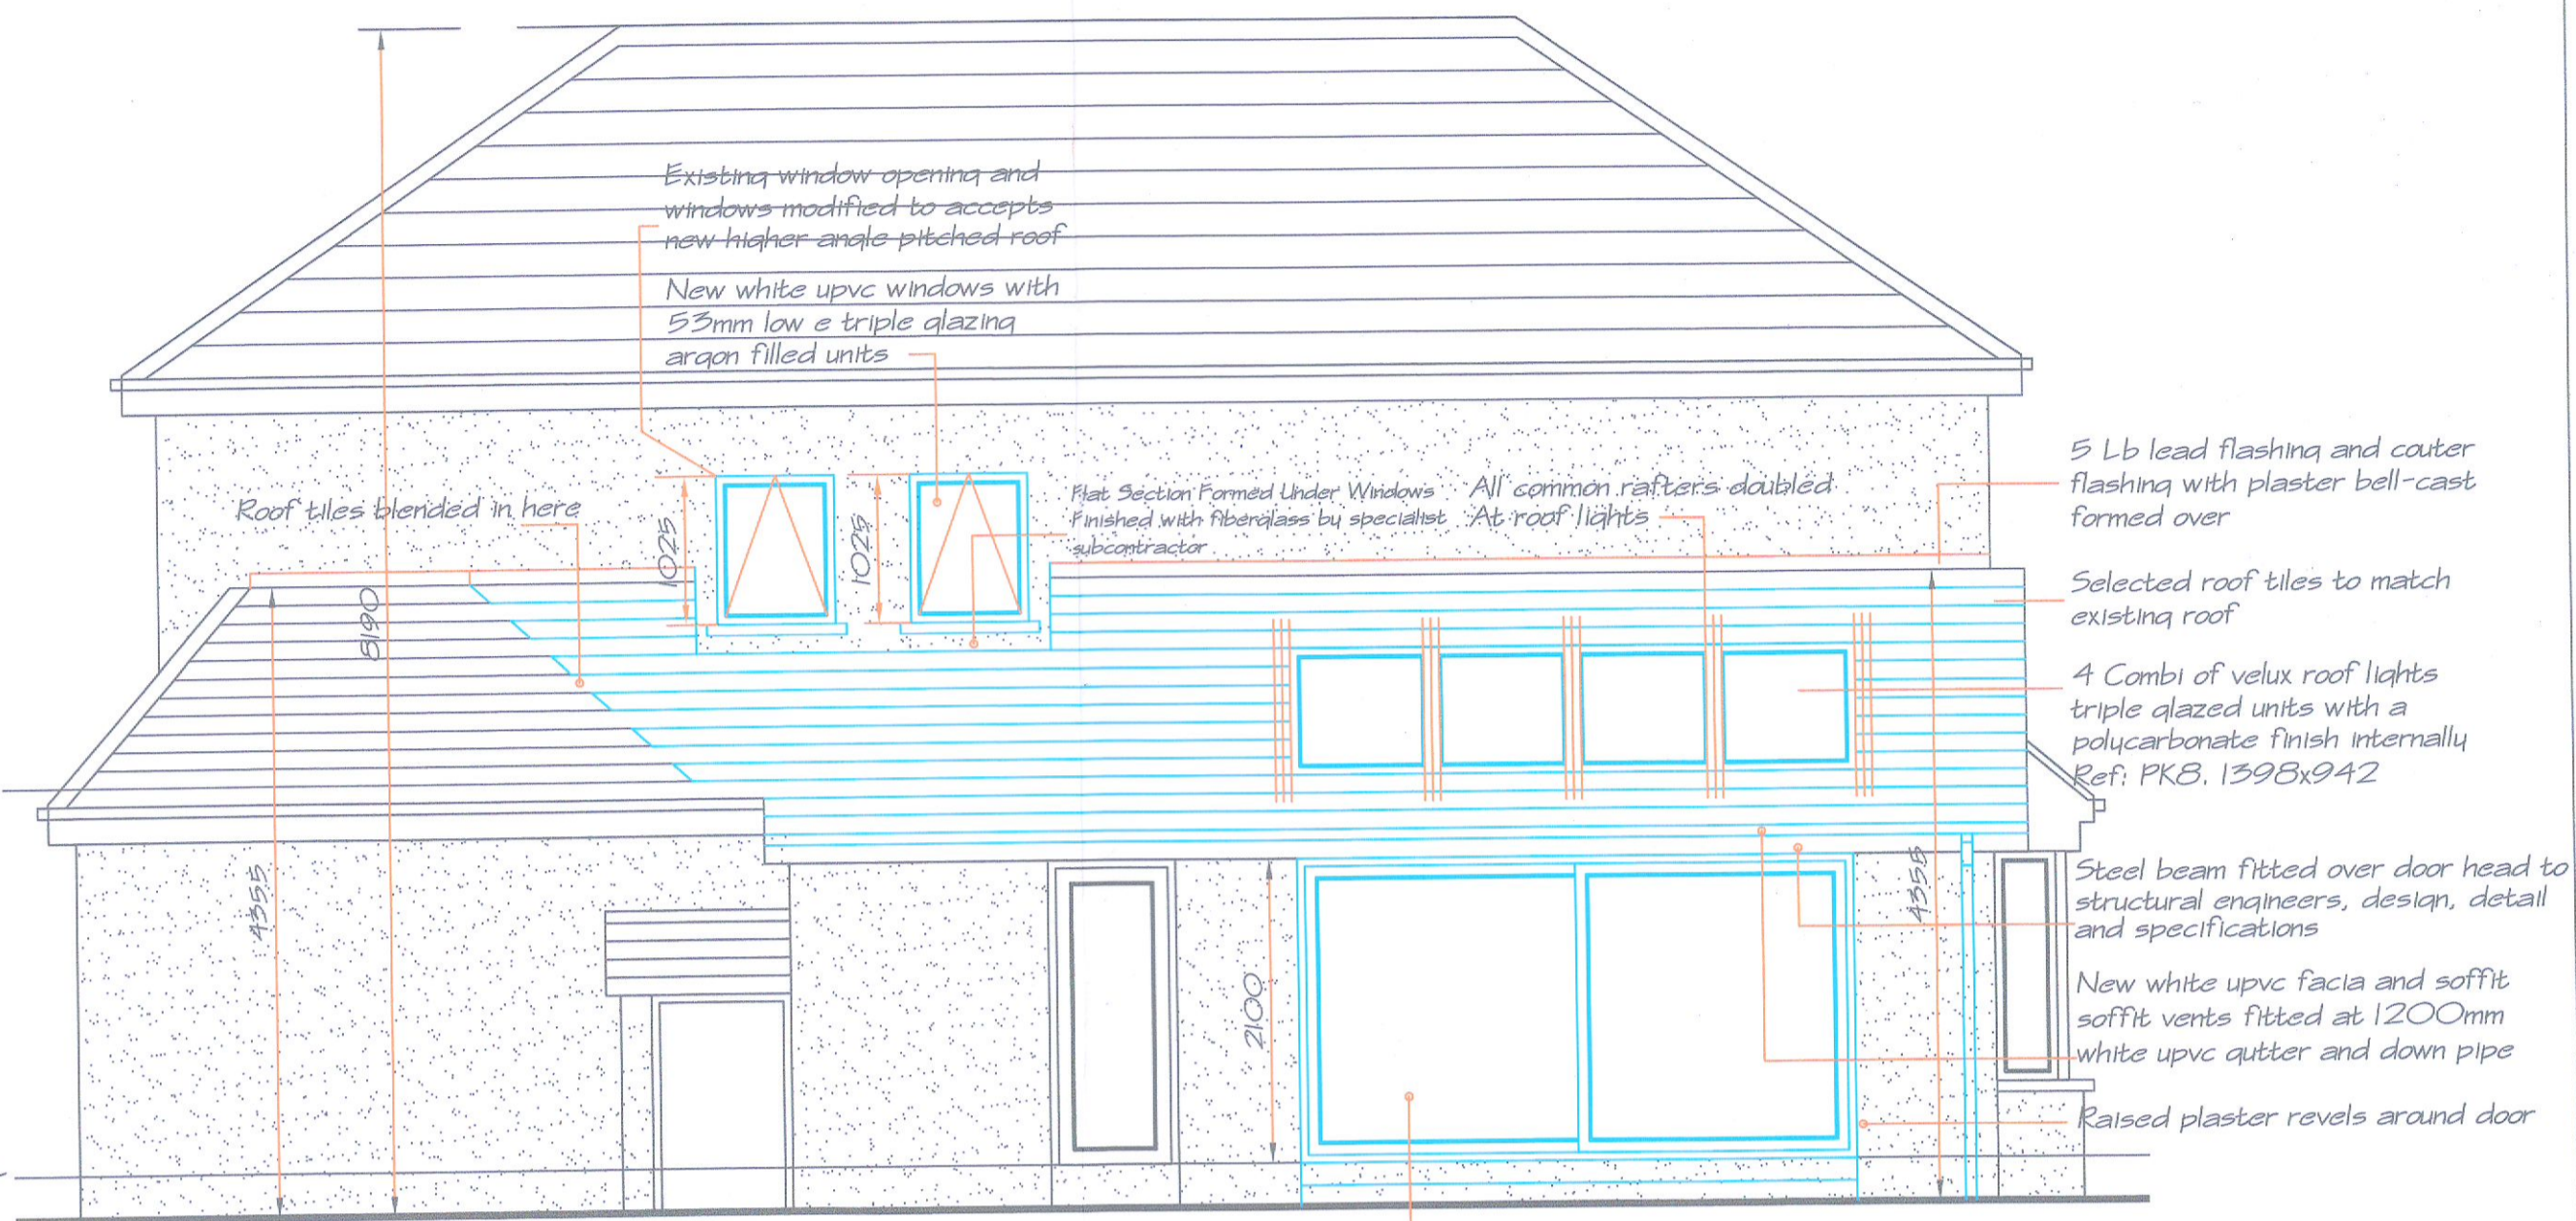 Existing window opening and
windows modified to accepts
new higher angle pitched roof
New white upvc windows with
53mm low e triple glazing
argon filled units
Roof tiles blended in here
1025
1025
Flat Section Formed Under Windows
Finished with fiberglass by specialist
subcontractor
All common rafters doubled
At roof lights
5 Lb lead flashing and couter
flashing with plaster bell-cast
formed over
Selected roof tiles to match
existing roof
4 Combi of velux roof lights
triple glazed units with a
polycarbonate finish internally
Ref: PK8. 1398x942
8190
4355
2100
4355
Steel beam fitted over door head to
structural engineers, design, detail
and specifications
New white upvc facia and soffit
soffit vents fitted at 1200mm
white upvc gutter and down pipe
Raised plaster revels around door